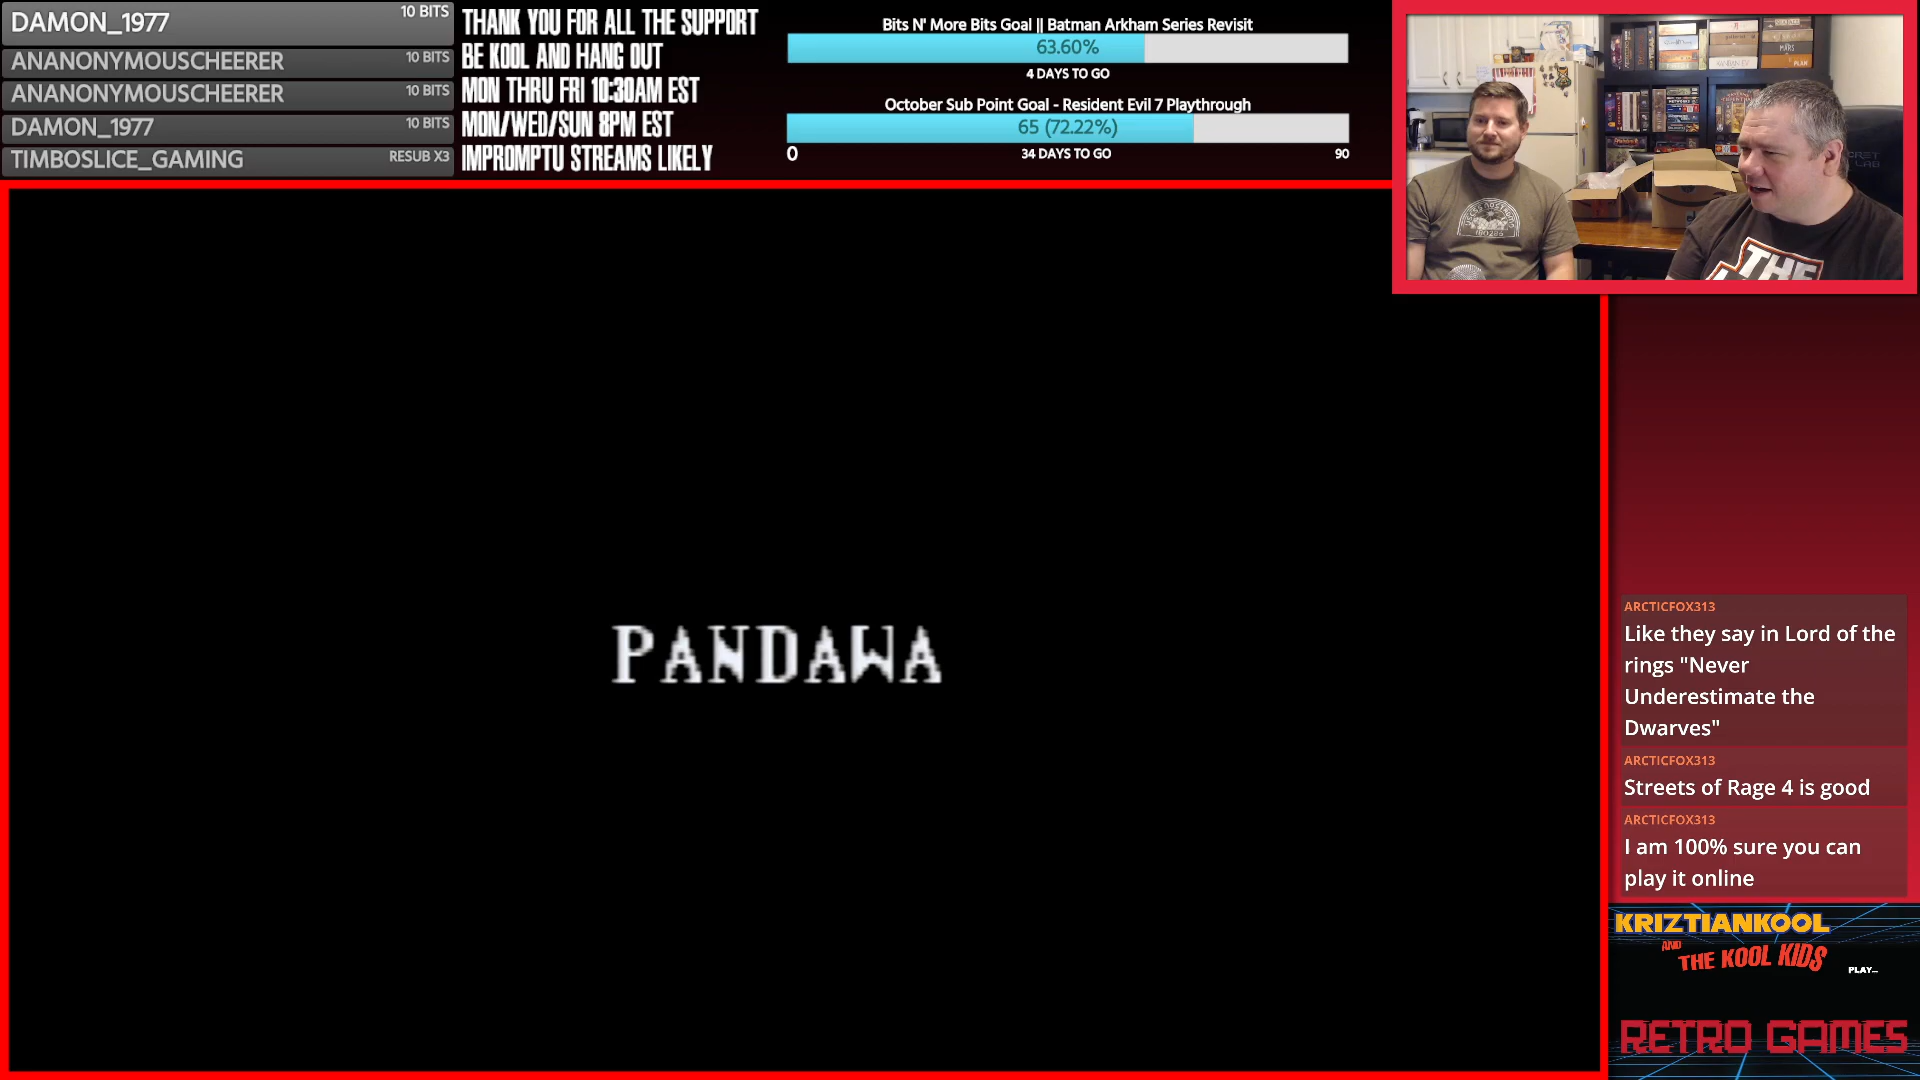 DAMON_1977 10 BITS
ANANONYMOUSCHEERER 10 BITS
ANANONYMOUSCHEERER 10 BITS
DAMON_1977 10 BITS
TIMBOSLICE_GAMING RESUB X3
THANK YOU FOR ALL THE SUPPORT
BE KOOL AND HANG OUT
MON THRU FRI 10:30AM EST
MON/WED/SUN 8PM EST
IMPROMPTU STREAMS LIKELY
Bits N' More Bits Goal || Batman Arkham Series Revisit
63.60%
4 DAYS TO GO
October Sub Point Goal - Resident Evil 7 Playthrough
65 (72.22%)
0 34 DAYS TO GO 90
THE
PANDAWA
ARCTICFOX313
Like they say in Lord of the
rings "Never
Underestimate the
Dwarves"
ARCTICFOX313
Streets of Rage 4 is good
ARCTICFOX313
I am 100% sure you can
play it online
KRIZTIANKOOL
AND
THE KOOL KIDS
PLAY...
RETRO GAMES